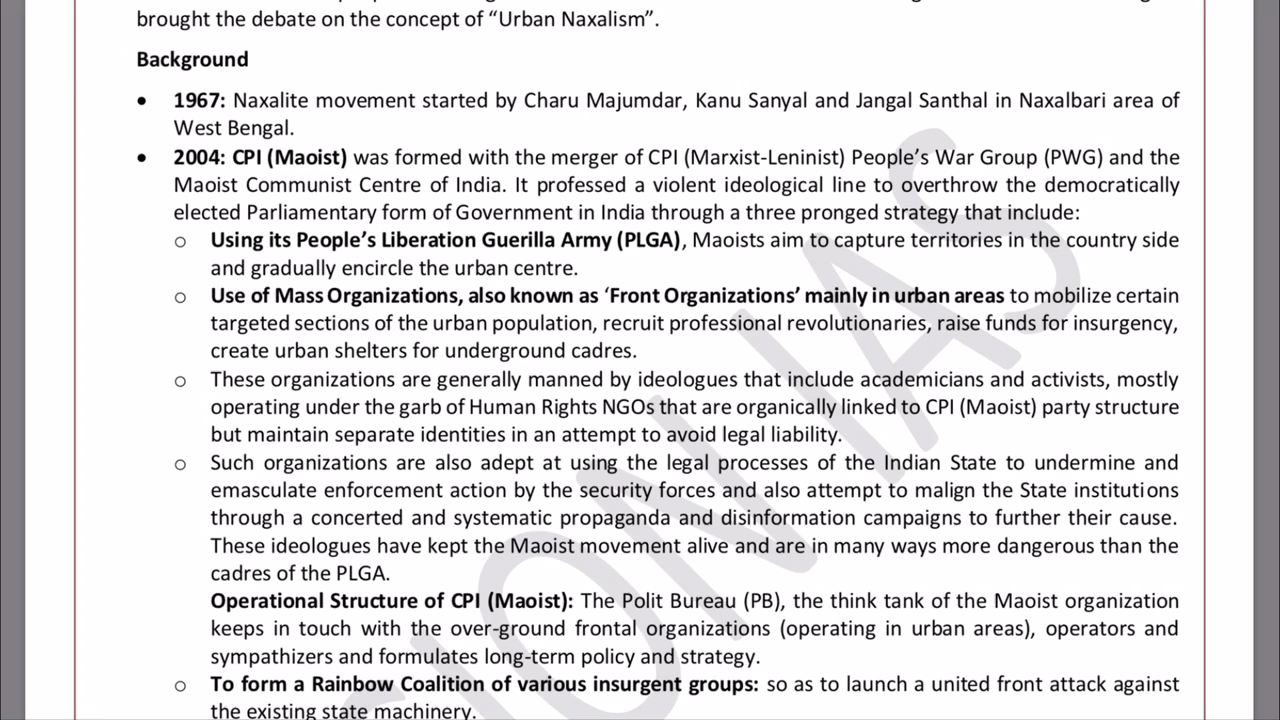 brought the debate on the concept of “Urban Naxalism”.
Background
• 1967: Naxalite movement started by Charu Majumdar, Kanu Sanyal and Jangal Santhal in Naxalbari area of
West Bengal.
• 2004: CPI (Maoist) was formed with the merger of CPI (Marxist-Leninist) People’s War Group (PWG) and the
Maoist Communist Centre of India. It professed a violent ideological line to overthrow the democratically
elected Parliamentary form of Government in India through a three pronged strategy that include:
o Using its People’s Liberation Guerilla Army (PLGA), Maoists aim to capture territories in the country side
and gradually encircle the urban centre.
o Use of Mass Organizations, also known as ‘Front Organizations’ mainly in urban areas to mobilize certain
targeted sections of the urban population, recruit professional revolutionaries, raise funds for insurgency,
create urban shelters for underground cadres.
o These organizations are generally manned by ideologues that include academicians and activists, mostly
operating under the garb of Human Rights NGOs that are organically linked to CPI (Maoist) party structure
but maintain separate identities in an attempt to avoid legal liability.
o Such organizations are also adept at using the legal processes of the Indian State to undermine and
emasculate enforcement action by the security forces and also attempt to malign the State institutions
through a concerted and systematic propaganda and disinformation campaigns to further their cause.
These ideologues have kept the Maoist movement alive and are in many ways more dangerous than the
cadres of the PLGA.
Operational Structure of CPI (Maoist): The Polit Bureau (PB), the think tank of the Maoist organization
keeps in touch with the over-ground frontal organizations (operating in urban areas), operators and
sympathizers and formulates long-term policy and strategy.
o To form a Rainbow Coalition of various insurgent groups: so as to launch a united front attack against
the existing state machinery.